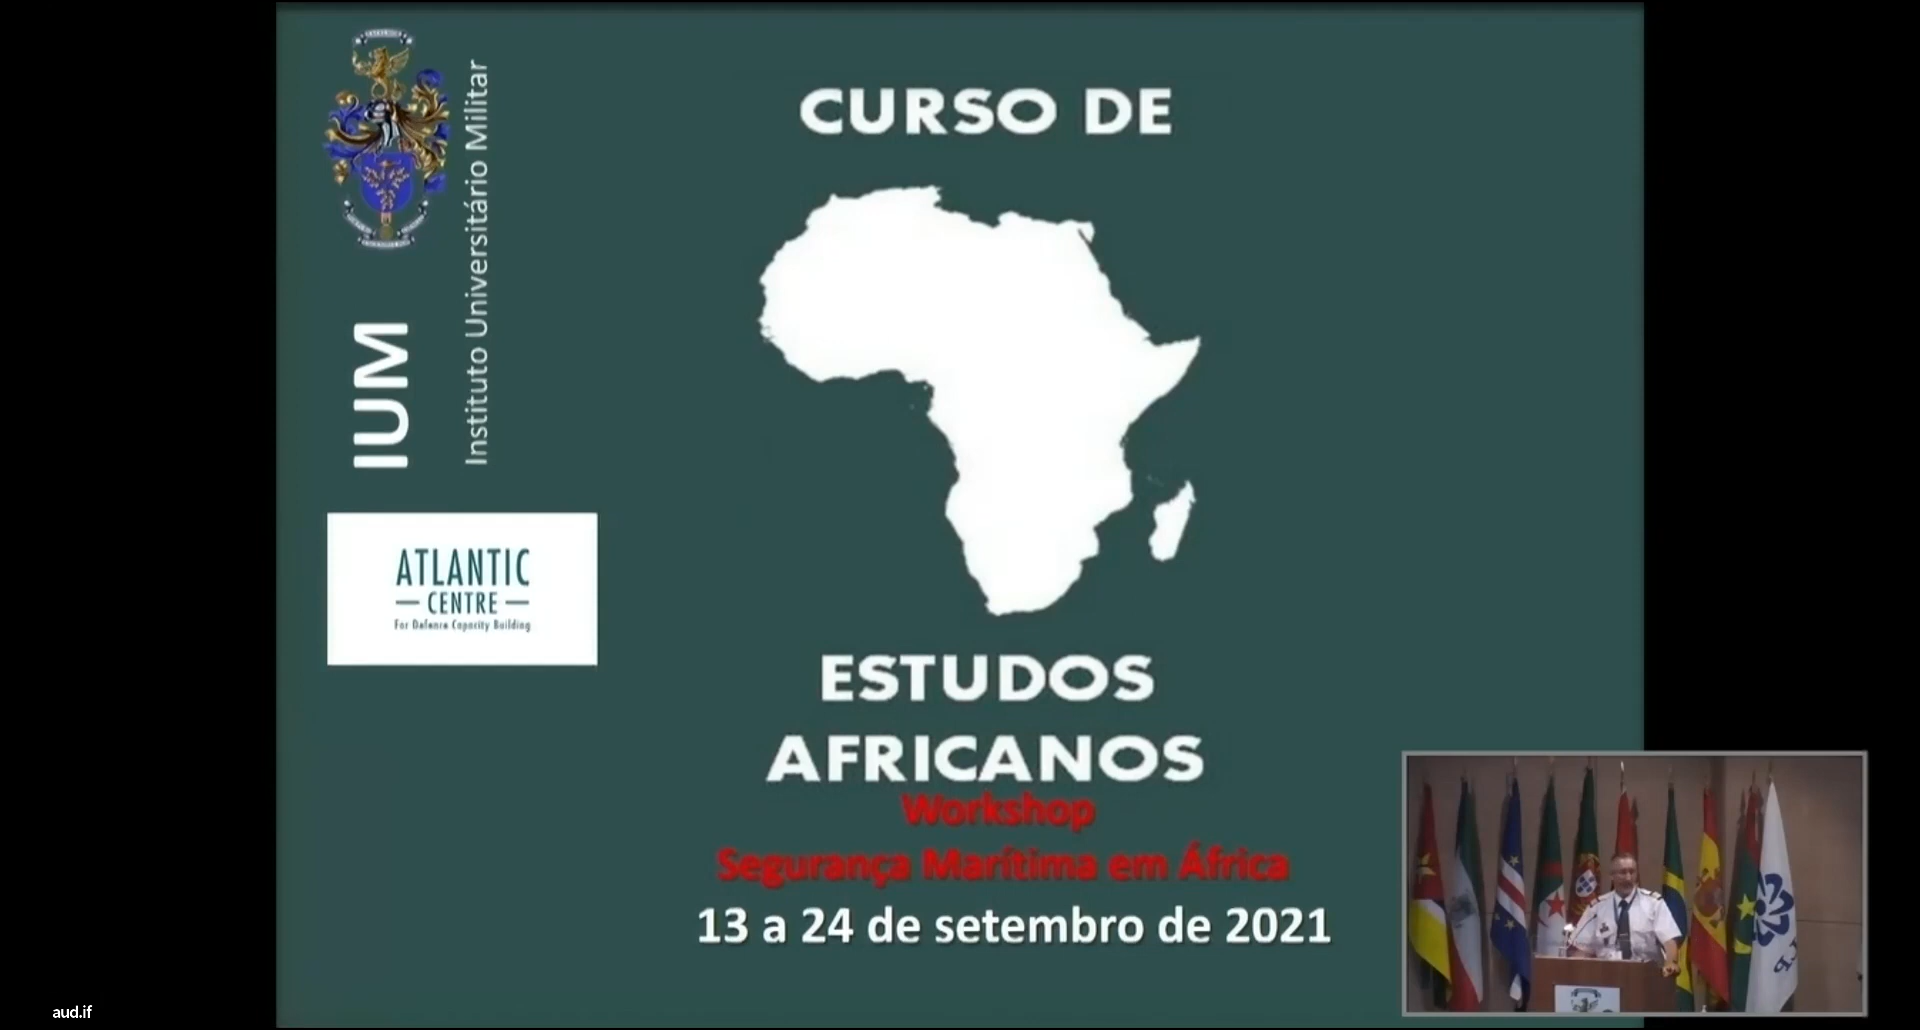 CURSO DE
IUM
Instituto Universitário Militar
ATLANTIC
CENTRE
For Defence Capacity Building
ESTUDOS
AFRICANOS
Workshop
Segurança Marítima em África
13 a 24 de setembro de 2021
aud.if